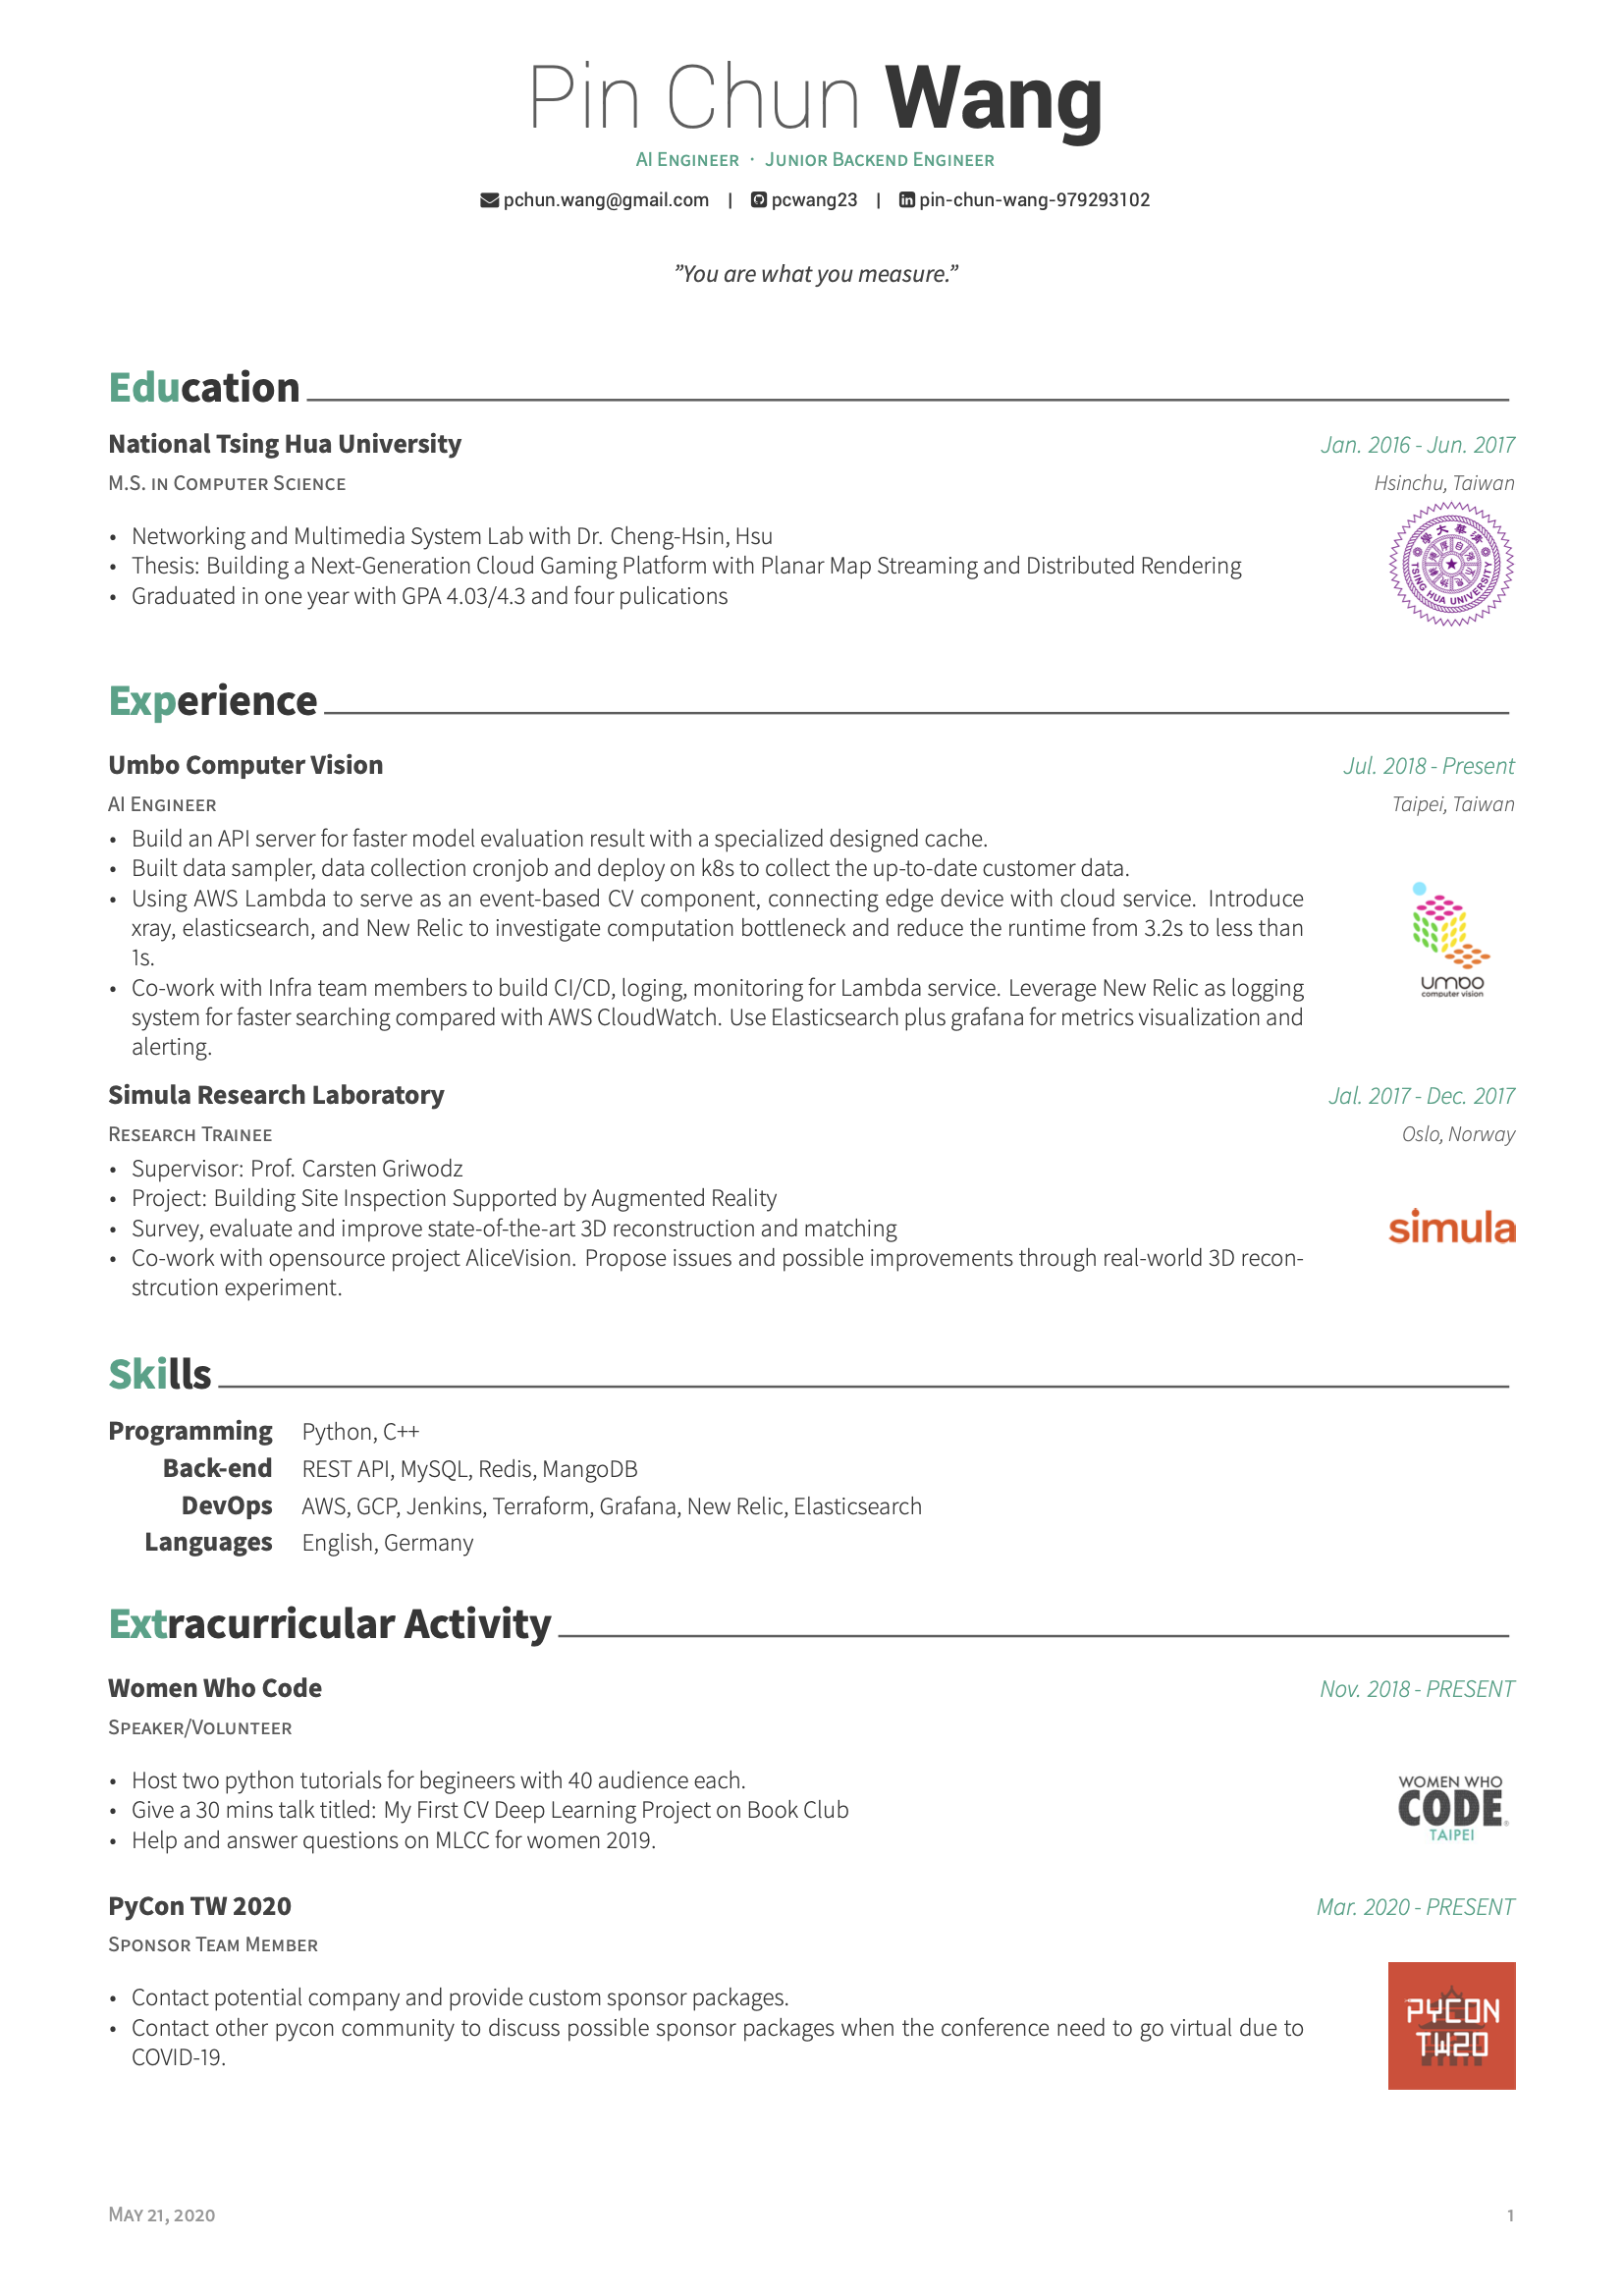 Pin Chun Wang
AI Engineer · Junior Backend Engineer
pchun.wang@gmail.com | pcwang23 | pin-chun-wang-979293102
”You are what you measure.”
Education
National Tsing Hua University Jan. 2016 - Jun. 2017
M.S. in Computer Science Hsinchu, Taiwan
• Networking and Multimedia System Lab with Dr. Cheng-Hsin, Hsu
• Thesis: Building a Next-Generation Cloud Gaming Platform with Planar Map Streaming and Distributed Rendering
• Graduated in one year with GPA 4.03/4.3 and four pulications
TSING HUA UNIVERSITY
Experience
Umbo Computer Vision Jul. 2018 - Present
AI Engineer Taipei, Taiwan
• Build an API server for faster model evaluation result with a specialized designed cache.
• Built data sampler, data collection cronjob and deploy on k8s to collect the up-to-date customer data.
• Using AWS Lambda to serve as an event-based CV component, connecting edge device with cloud service. Introduce
xray, elasticsearch, and New Relic to investigate computation bottleneck and reduce the runtime from 3.2s to less than
1s.
• Co-work with Infra team members to build CI/CD, loging, monitoring for Lambda service. Leverage New Relic as logging
system for faster searching compared with AWS CloudWatch. Use Elasticsearch plus grafana for metrics visualization and
alerting.
umbo
computer vision
Simula Research Laboratory Jal. 2017 - Dec. 2017
Research Trainee Oslo, Norway
• Supervisor: Prof. Carsten Griwodz
• Project: Building Site Inspection Supported by Augmented Reality
• Survey, evaluate and improve state-of-the-art 3D reconstruction and matching
• Co-work with opensource project AliceVision. Propose issues and possible improvements through real-world 3D recon-
strcution experiment.
simula
Skills
Programming Python, C++
Back-end REST API, MySQL, Redis, MangoDB
DevOps AWS, GCP, Jenkins, Terraform, Grafana, New Relic, Elasticsearch
Languages English, Germany
Extracurricular Activity
Women Who Code Nov. 2018 - PRESENT
Speaker/Volunteer
• Host two python tutorials for begineers with 40 audience each.
• Give a 30 mins talk titled: My First CV Deep Learning Project on Book Club
• Help and answer questions on MLCC for women 2019.
WOMEN WHO
CODE
TAIPEI
PyCon TW 2020 Mar. 2020 - PRESENT
Sponsor Team Member
• Contact potential company and provide custom sponsor packages.
• Contact other pycon community to discuss possible sponsor packages when the conference need to go virtual due to
COVID-19.
PYCON
TW20
May 21, 2020 1